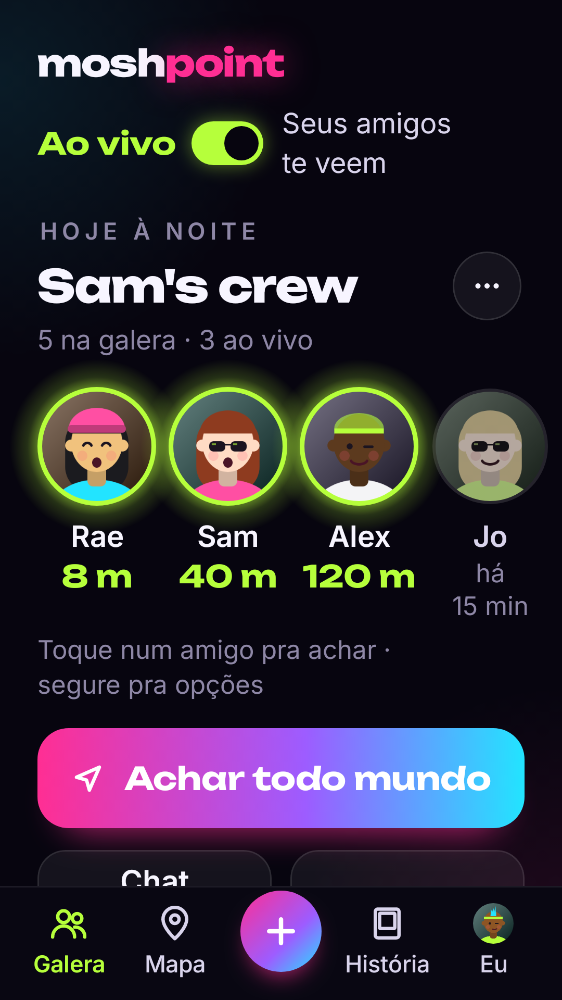 moshpoint
Ao vivo
Seus amigos
te veem
HOJE À NOITE
Sam's crew
5 na galera · 3 ao vivo
Rae
8 m
Sam
40 m
Alex
120 m
Jo
há
15 min
Toque num amigo pra achar ·
segure pra opções
Achar todo mundo
Chat
Galera
Mapa
História
Eu